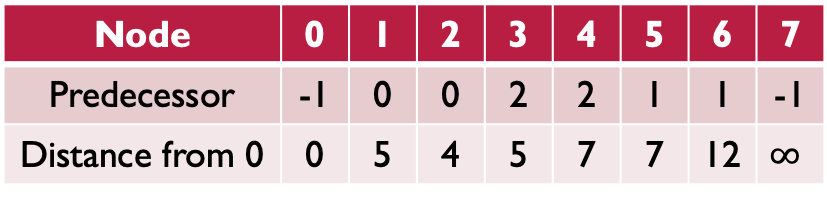 Node 0 1 2 3 4 5 6 7
Predecessor -1 0 0 2 2 1 1 -1
Distance from 0 0 5 4 5 7 7 12 ∞